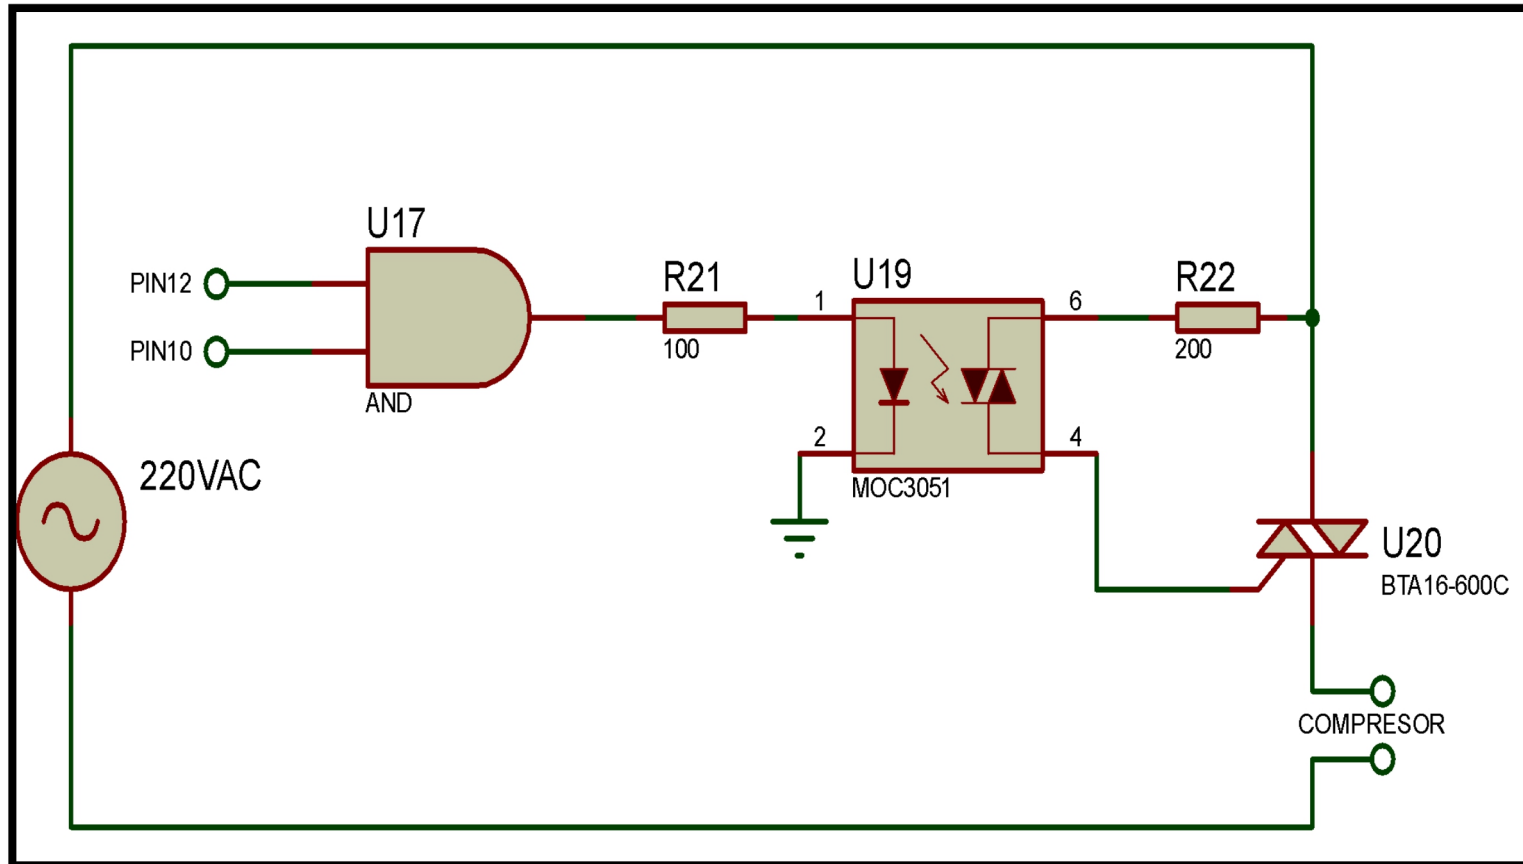 U17
PIN12
PIN10
AND
R21
100
U19
1
2
6
4
MOC3051
R22
200
220VAC
U20
BTA16-600C
COMPRESOR